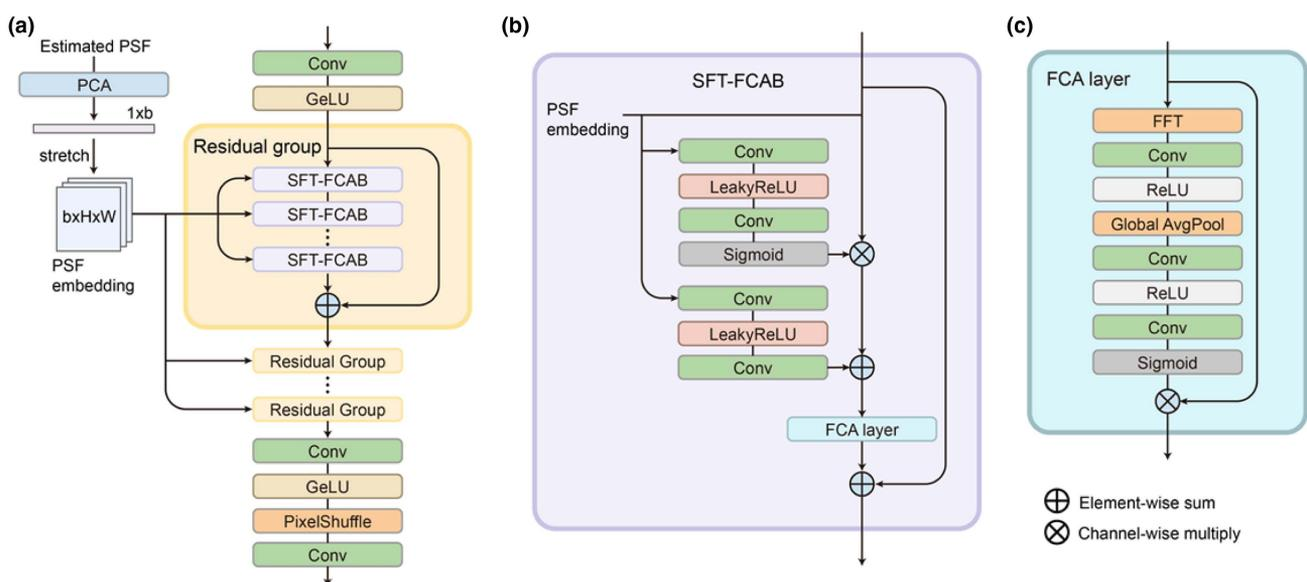 (a)
Estimated PSF
PCA
1xb
stretch
bxHxW
PSF
embedding
Conv
GeLU
Residual group
SFT-FCAB
SFT-FCAB
SFT-FCAB
Residual Group
Residual Group
Conv
GeLU
PixelShuffle
Conv
(b)
SFT-FCAB
PSF
embedding
Conv
LeakyReLU
Conv
Sigmoid
Conv
LeakyReLU
Conv
FCA layer
(c)
FCA layer
FFT
Conv
ReLU
Global AvgPool
Conv
ReLU
Conv
Sigmoid
Element-wise sum
Channel-wise multiply